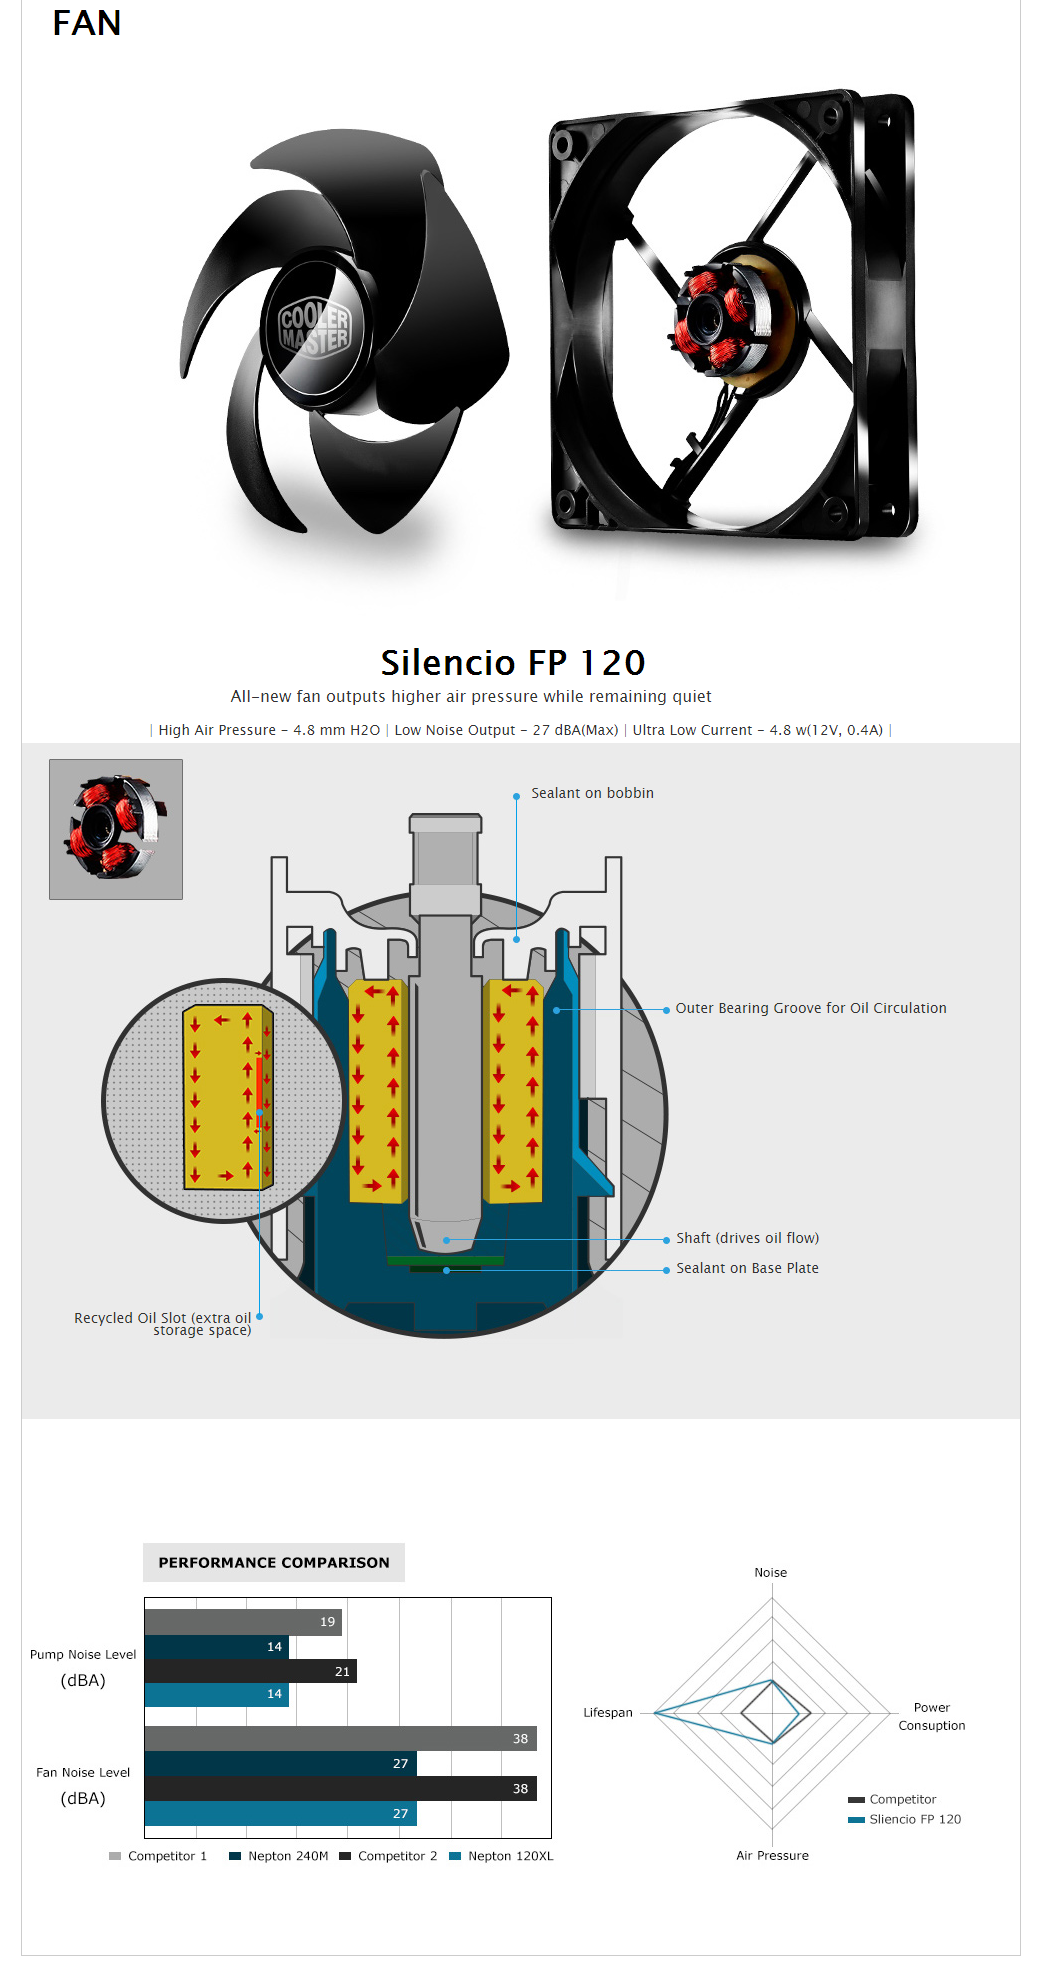 FAN
COOLER
MASTER
Silencio FP 120
All-new fan outputs higher air pressure while remaining quiet
| High Air Pressure - 4.8 mm H2O | Low Noise Output - 27 dBA(Max) | Ultra Low Current - 4.8 w(12V, 0.4A) |
Sealant on bobbin
Outer Bearing Groove for Oil Circulation
Shaft (drives oil flow)
Sealant on Base Plate
Recycled Oil Slot (extra oil
storage space)
PERFORMANCE COMPARISON
Pump Noise Level
(dBA)
19
14
21
14
Fan Noise Level
(dBA)
38
27
38
27
Competitor 1 Nepton 240M Competitor 2 Nepton 120XL
Noise
Lifespan
Power
Consuption
Competitor
Sliencio FP 120
Air Pressure